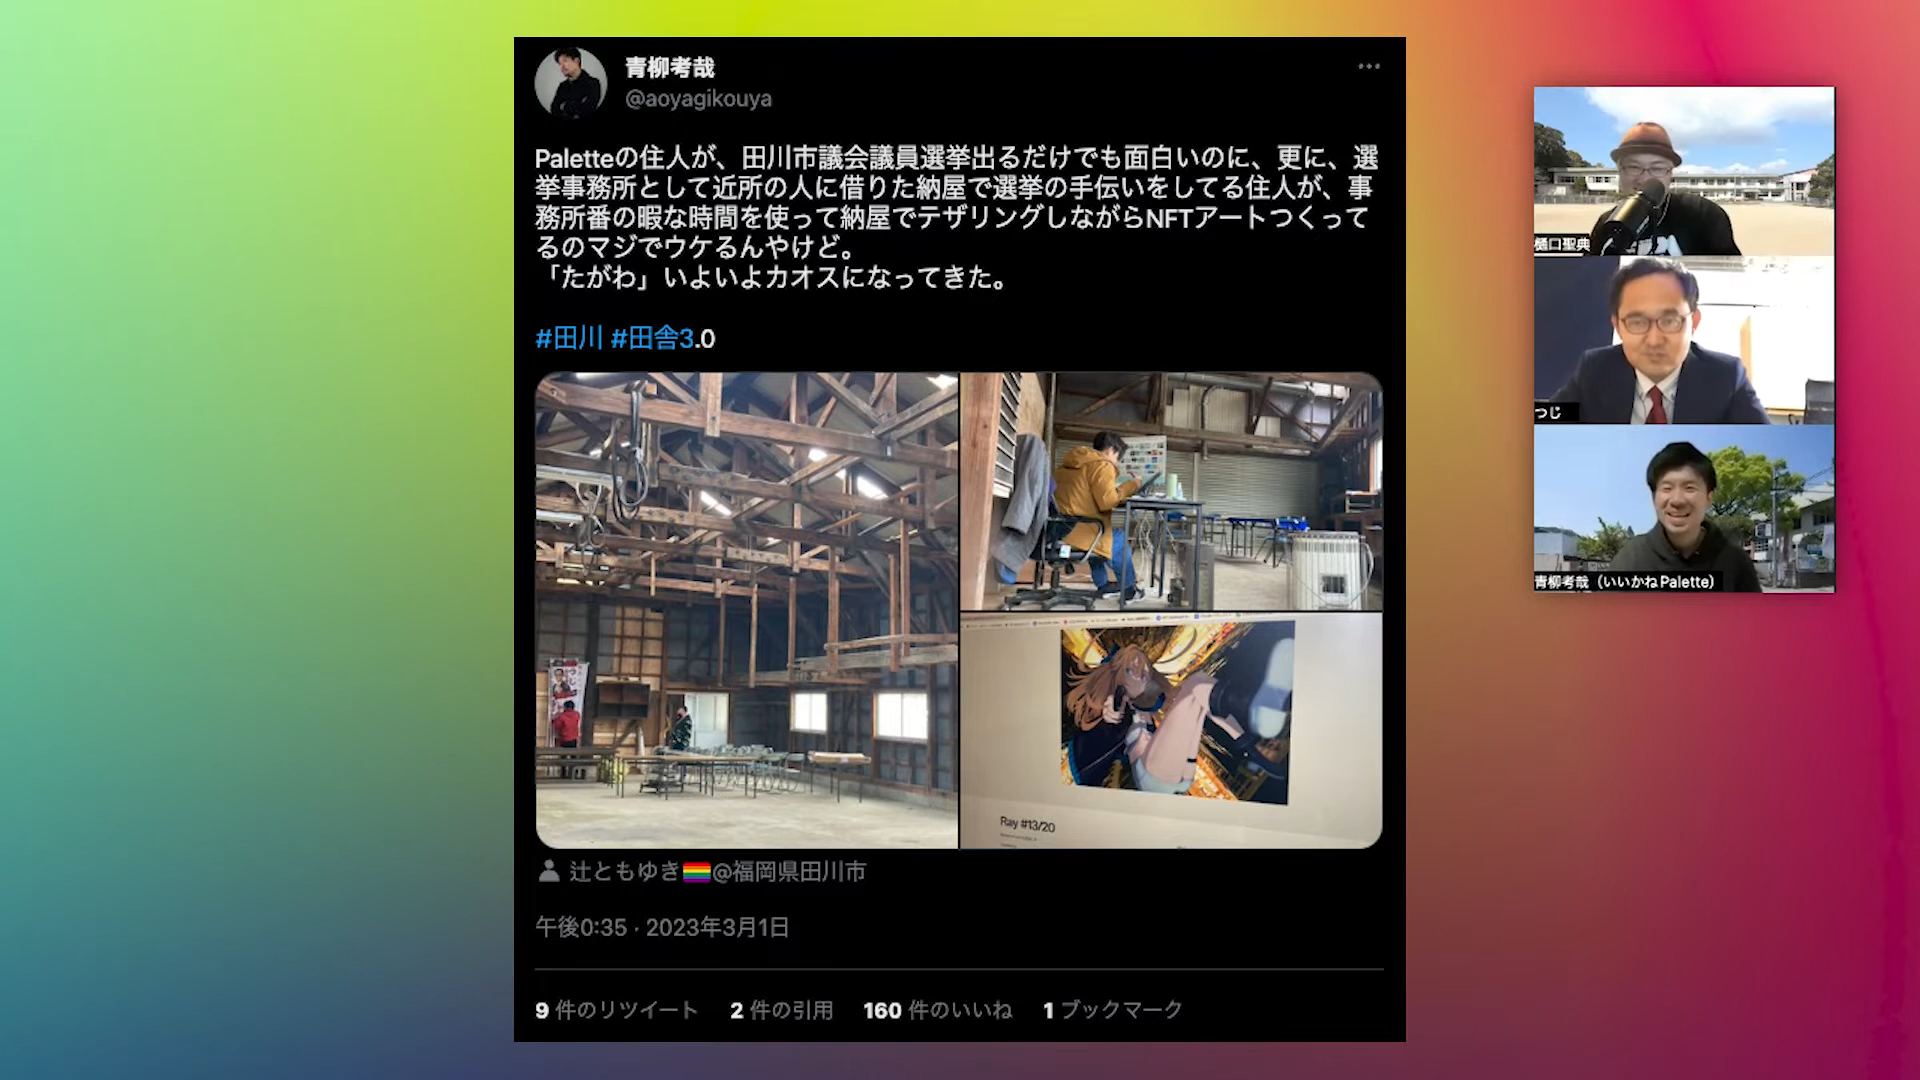 青柳考哉
@aoyagikouya
Paletteの住人が、田川市議会議員選挙出るだけでも面白いのに、更に、選
挙事務所として近所の人に借りた納屋で選挙の手伝いをしてる住人が、事
務所番の暇な時間を使って納屋でテザリングしながらNFTアートつくって
るのマジでウケるんやけど。
「たがわ」いよいよカオスになってきた。
#田川 #田舎3.0
Ray #13/20
辻ともゆき🏳️‍🌈@福岡県田川市
午後0:35 · 2023年3月1日
9 件のリツイート 2 件の引用 160 件のいいね 1 ブックマーク
樋口聖典
つじ
青柳考哉（いいかねPalette）